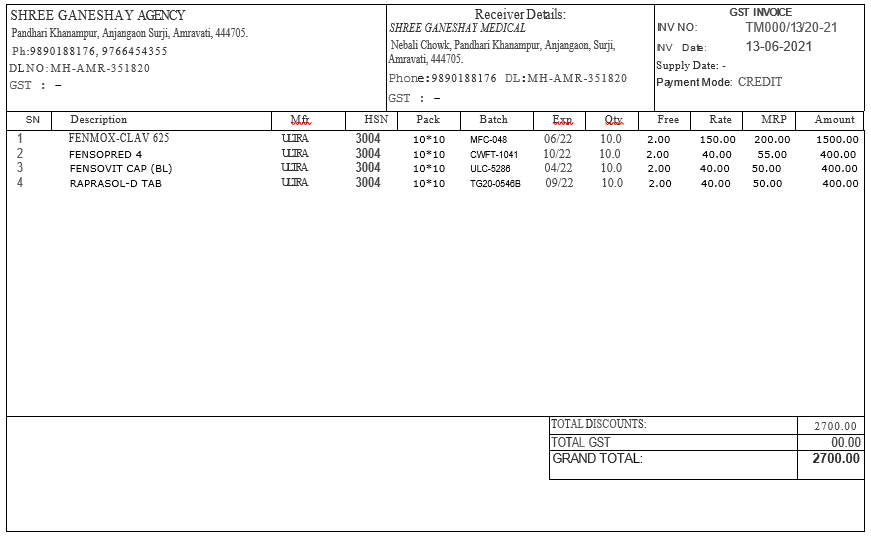 SHREE GANESHAY AGENCY
Pandhari Khanampur, Anjangaon Surji, Amravati, 444705.
Ph:9890188176, 9766454355
DLNO:MH-AMR-351820
GST : –
Receiver Details:
SHREE GANESHAY MEDICAL
Nebali Chowk, Pandhari Khanampur, Anjangaon, Surji,
Amravati, 444705.
Phone:9890188176 DL:MH-AMR-351820
GST : –
GST INVOICE
INV NO: TM000/13/20-21
INV Date: 13-06-2021
Supply Date: -
Payment Mode: CREDIT
SN Description Mfr. HSN Pack Batch Exp. Qty. Free Rate MRP Amount
1 FENMOX-CLAV 625 ULTRA 3004 10*10 MFC-048 06/22 10.0 2.00 150.00 200.00 1500.00
2 FENSOPRED 4 ULTRA 3004 10*10 CWFT-1041 10/22 10.0 2.00 40.00 55.00 400.00
3 FENSOVIT CAP (BL) ULTRA 3004 10*10 ULC-5286 04/22 10.0 2.00 40.00 50.00 400.00
4 RAPRASOL-D TAB ULTRA 3004 10*10 TG20-0546B 09/22 10.0 2.00 40.00 50.00 400.00
TOTAL DISCOUNTS: 2700.00
TOTAL GST 00.00
GRAND TOTAL: 2700.00